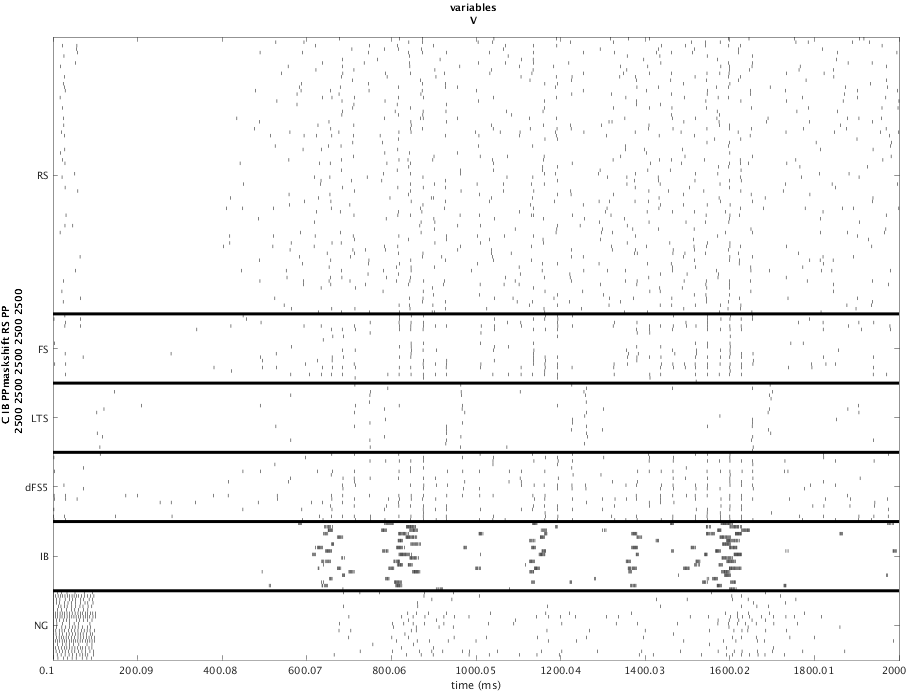 variables
V
C IB PPmaskshift RS PP
2500 2500 2500 2500 2500
RS
FS
LTS
dFS5
IB
NG
0.1 200.09 400.08 600.07 800.06 1000.05 1200.04 1400.03 1600.02 1800.01 2000
time (ms)